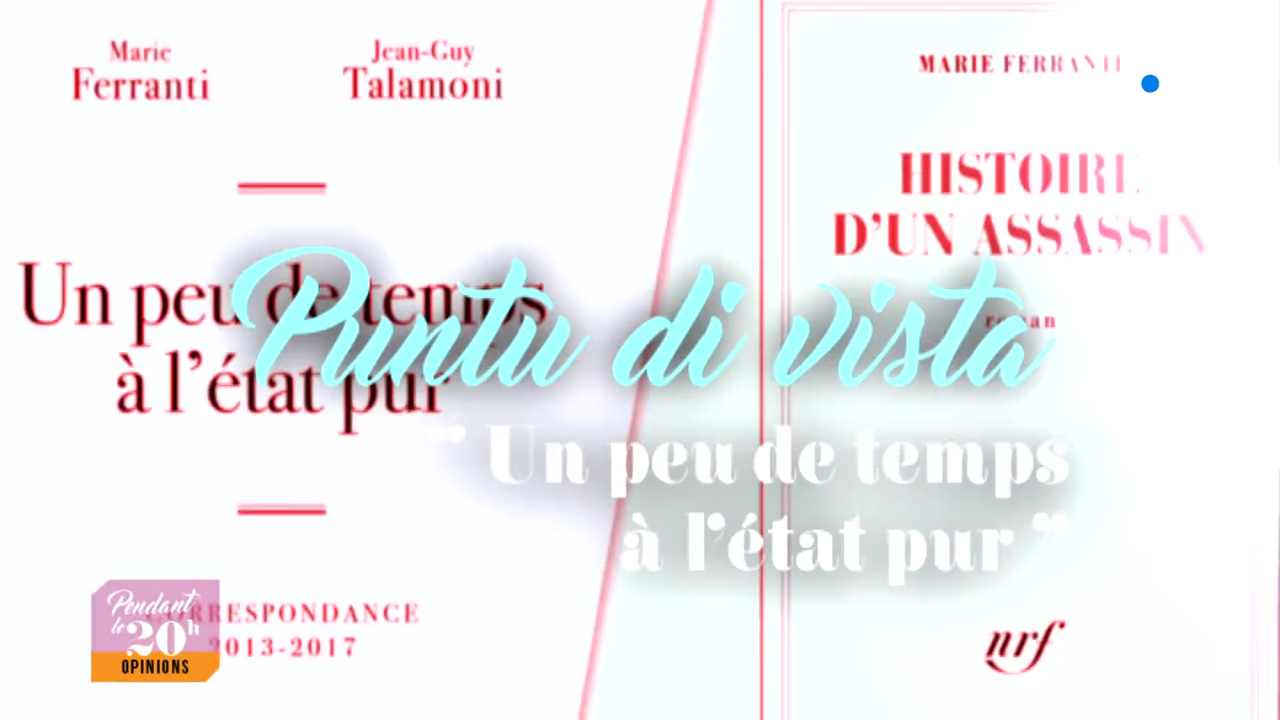 Marie
Ferranti
Jean-Guy
Talamoni
Un peu de temps
à l'état pur
CORRESPONDANCE
2013-2017
MARIE FERRANTI
HISTOIRE
D'UN ASSASSIN
roman
nrf
Puntu di vista
" Un peu de temps
à l'état pur "
Pendant
le 20h
OPINIONS